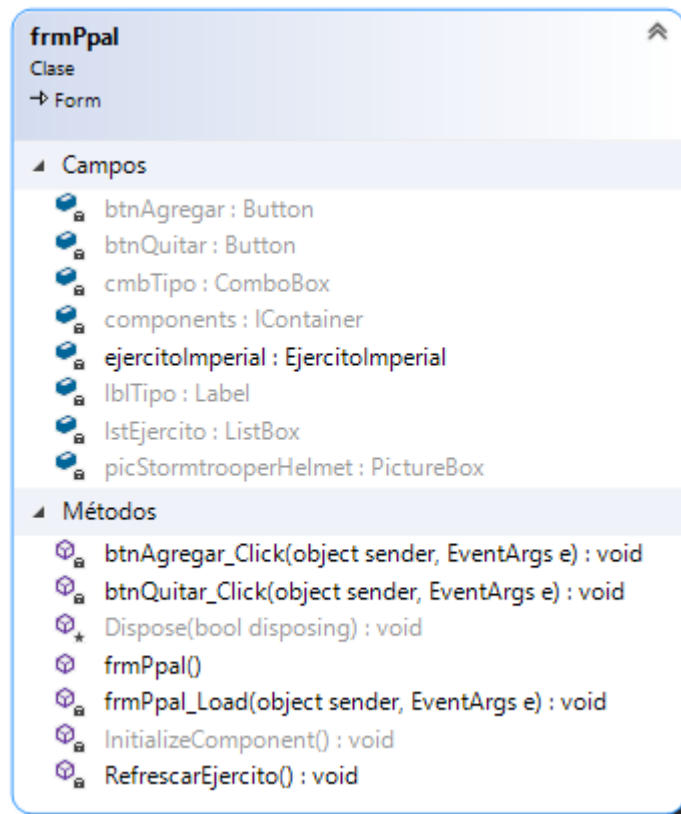 frmPpal
Clase
Form
Campos
btnAgregar : Button
btnQuitar : Button
cmbTipo : ComboBox
components : IContainer
ejercitoImperial : EjercitoImperial
lblTipo : Label
lstEjercito : ListBox
picStormtrooperHelmet : PictureBox
Métodos
btnAgregar_Click(object sender, EventArgs e) : void
btnQuitar_Click(object sender, EventArgs e) : void
Dispose(bool disposing) : void
frmPpal()
frmPpal_Load(object sender, EventArgs e) : void
InitializeComponent() : void
RefrescarEjercito() : void